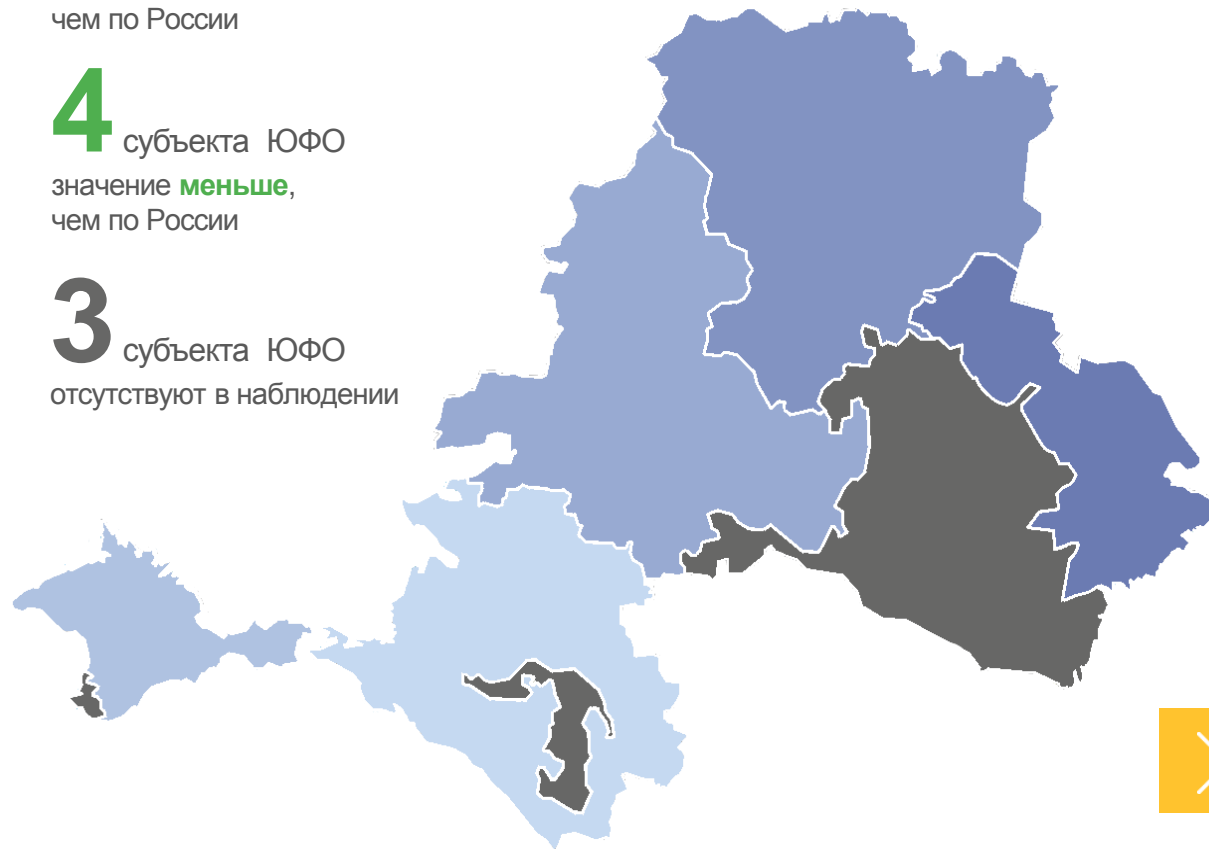 чем по России
4 субъекта ЮФО
значение меньше,
чем по России
3 субъекта ЮФО
отсутствуют в наблюдении